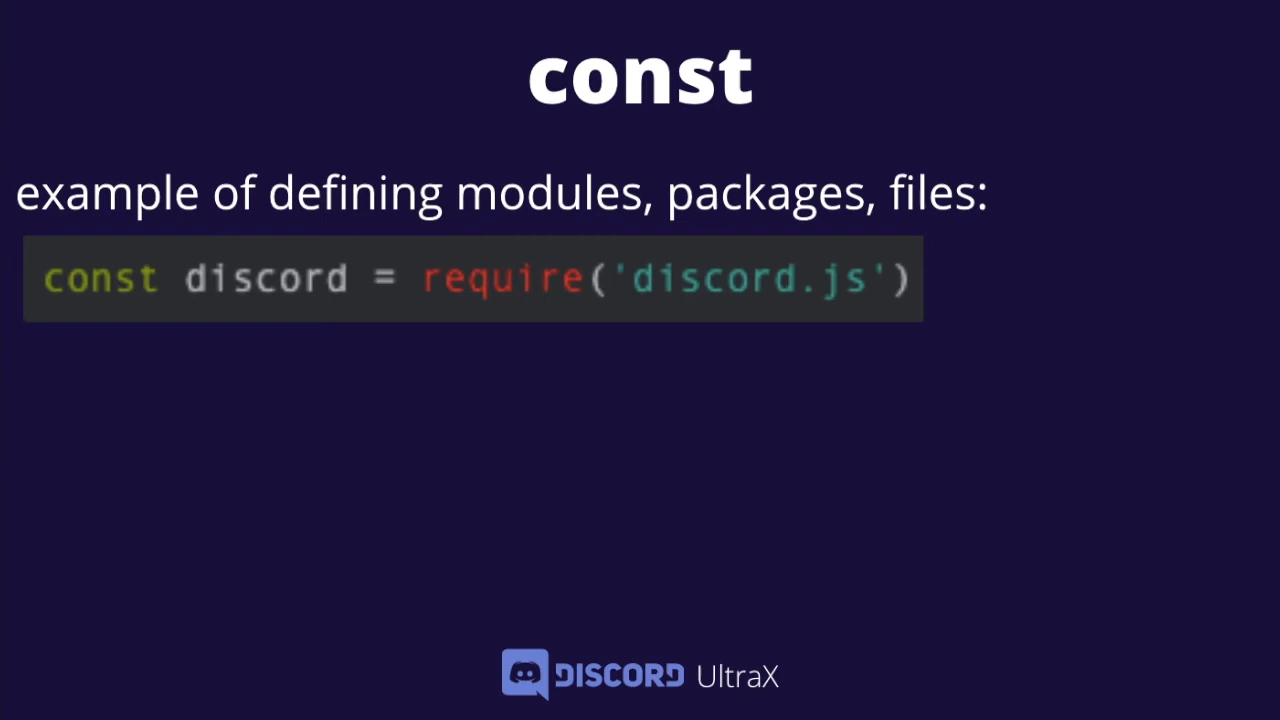 const
example of defining modules, packages, files:
const discord = require('discord.js')
DISCORD UltraX